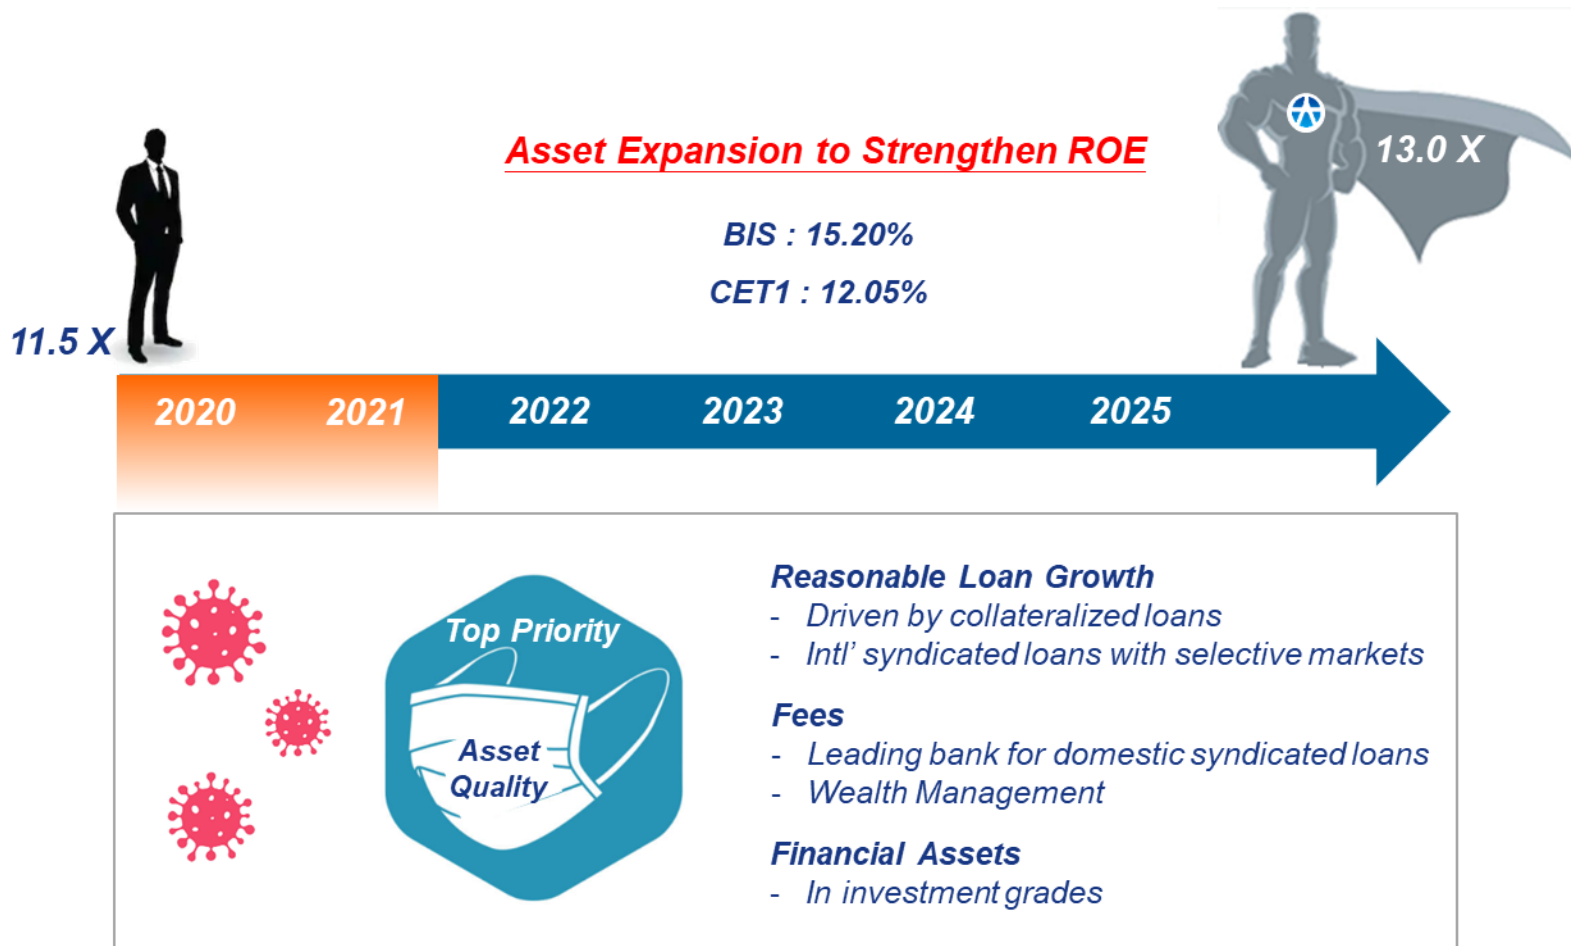 Asset Expansion to Strengthen ROE
13.0 X
BIS : 15.20%
CET1 : 12.05%
11.5 X
2020 2021 2022 2023 2024 2025
Top Priority
Asset
Quality
Reasonable Loan Growth
- Driven by collateralized loans
- Intl’ syndicated loans with selective markets
Fees
- Leading bank for domestic syndicated loans
- Wealth Management
Financial Assets
- In investment grades